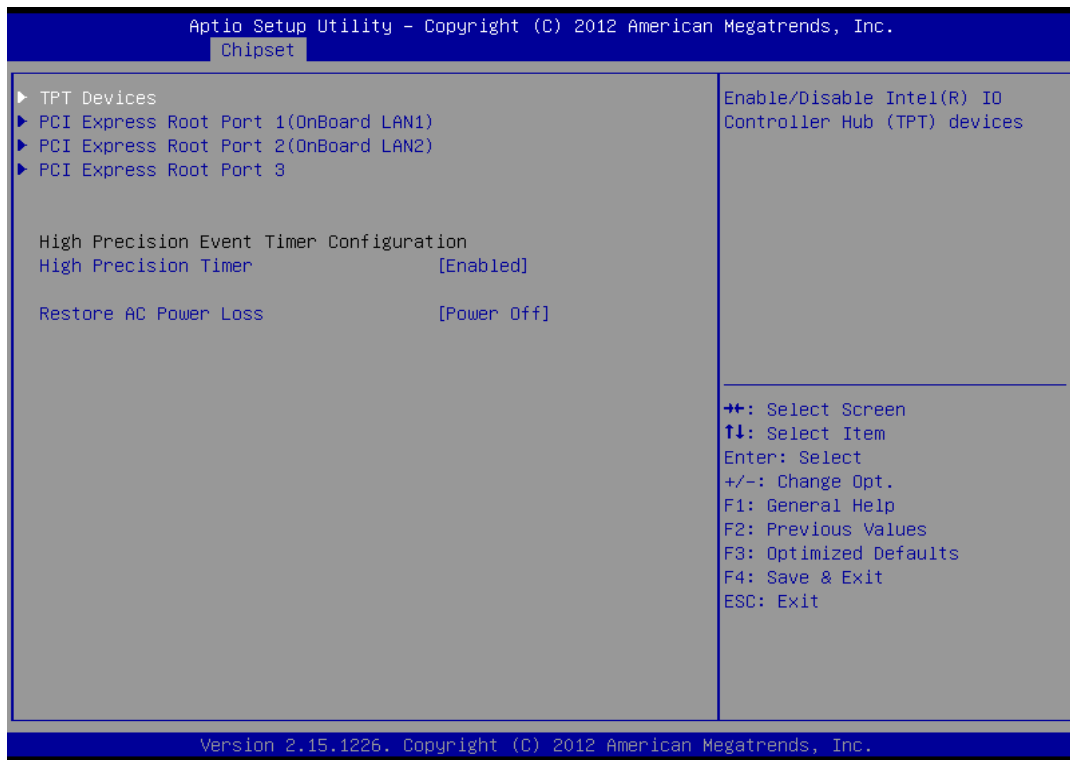 Aptio Setup Utility – Copyright (C) 2012 American Megatrends, Inc.
Chipset
TPT Devices
PCI Express Root Port 1(OnBoard LAN1)
PCI Express Root Port 2(OnBoard LAN2)
PCI Express Root Port 3
High Precision Event Timer Configuration
High Precision Timer [Enabled]
Restore AC Power Loss [Power Off]
Enable/Disable Intel(R) IO
Controller Hub (TPT) devices
→←: Select Screen
↑↓: Select Item
Enter: Select
+/-: Change Opt.
F1: General Help
F2: Previous Values
F3: Optimized Defaults
F4: Save & Exit
ESC: Exit
Version 2.15.1226. Copyright (C) 2012 American Megatrends, Inc.